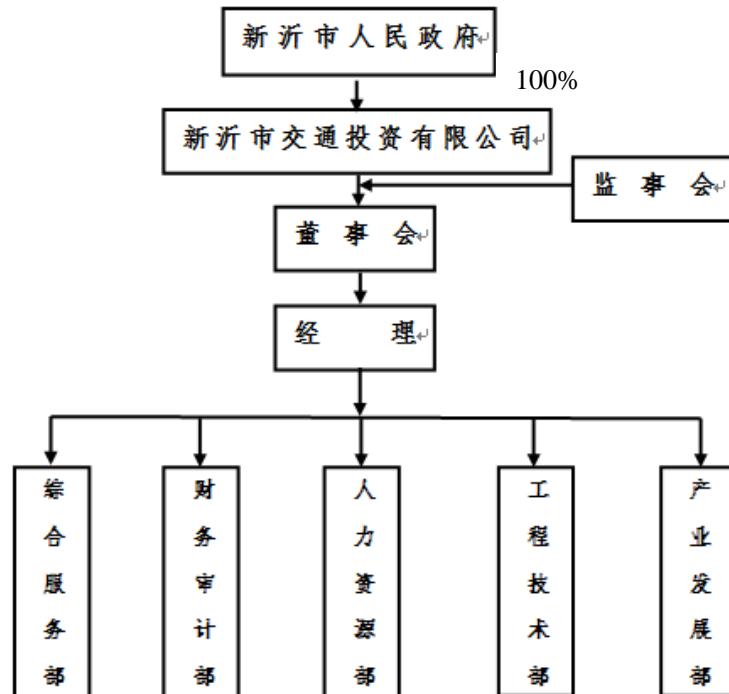 新沂市人民政府
100%
新沂市交通投资有限公司
监事会
董事会
经理
综合服务部
财务审计部
人力资源部
工程技术部
产业发展部